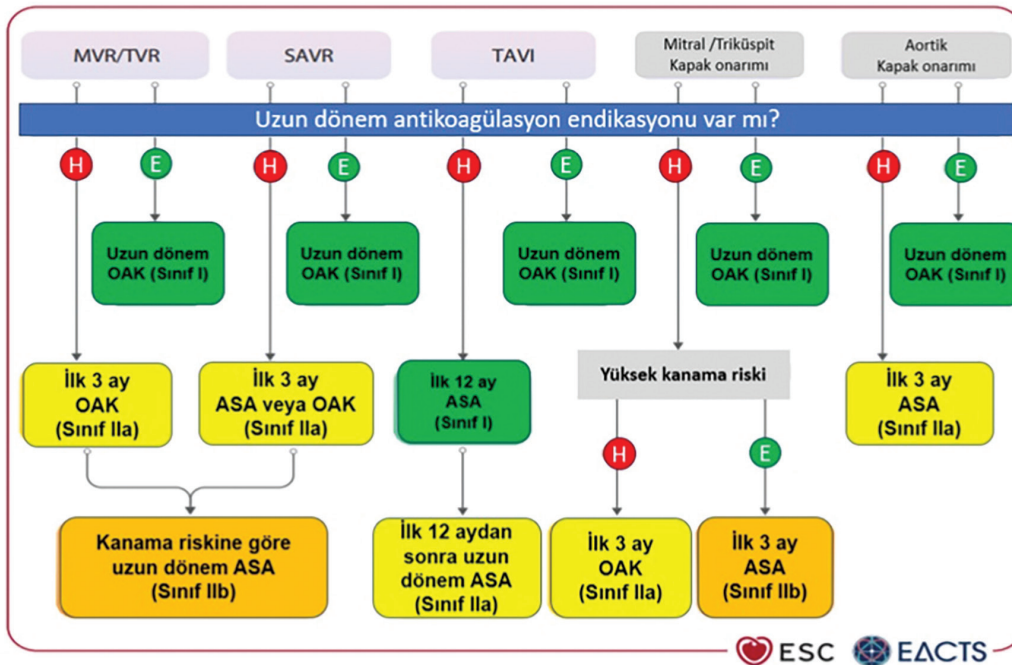 MVR/TVR
SAVR
TAVI
Mitral /Triküspit
Kapak onarımı
Aortik
Kapak onarımı
Uzun dönem antikoagülasyon endikasyonu var mı?
H
E
H
E
H
E
H
E
H
E
Uzun dönem
OAK (Sınıf I)
Uzun dönem
OAK (Sınıf I)
Uzun dönem
OAK (Sınıf I)
Uzun dönem
OAK (Sınıf I)
Uzun dönem
OAK (Sınıf I)
İlk 3 ay
OAK
(Sınıf IIa)
İlk 3 ay
ASA veya OAK
(Sınıf IIa)
İlk 12 ay
ASA
(Sınıf I)
Yüksek kanama riski
İlk 3 ay
ASA
(Sınıf IIa)
H
E
Kanama riskine göre
uzun dönem ASA
(Sınıf IIb)
İlk 12 aydan
sonra uzun
dönem ASA
(Sınıf IIa)
İlk 3 ay
OAK
(Sınıf IIa)
İlk 3 ay
ASA
(Sınıf IIb)
ESC
EACTS